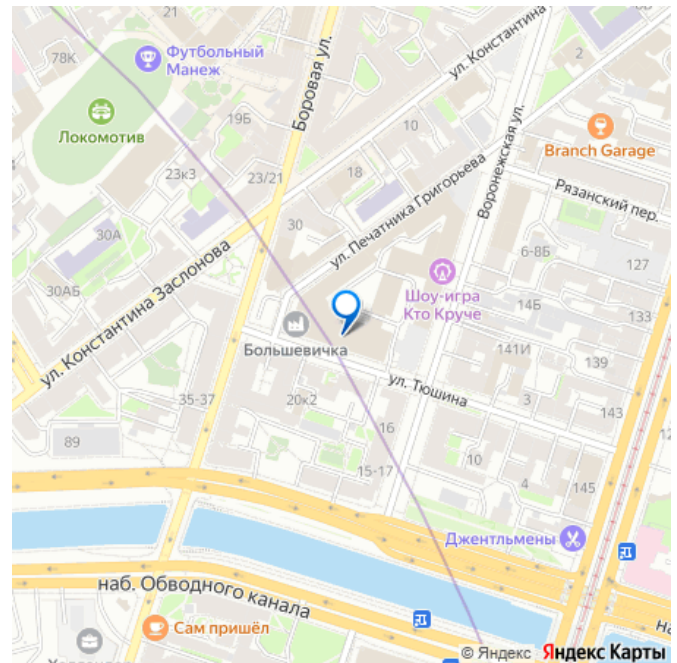 78К
Футбольный
Манеж
Локомотив
19Б
Боровая ул.
ул. Константина
2
10
Branch Garage
Воронежская ул.
Рязанский пер.
23к3
23/21
18
ул. Печатника Григорьева
30
30А
6-8Б
127
Шоу-игра
Кто Круче
30АБ
ул. Константина Заслонова
14Б
133
Большевичка
141И
139
ул. Тюшина
35-37
20к2
3
143
16
89
15-17
10
4
145
Джентльмены
наб. Обводного канала
Сам пришёл
На
© Яндекс Яндекс Карты